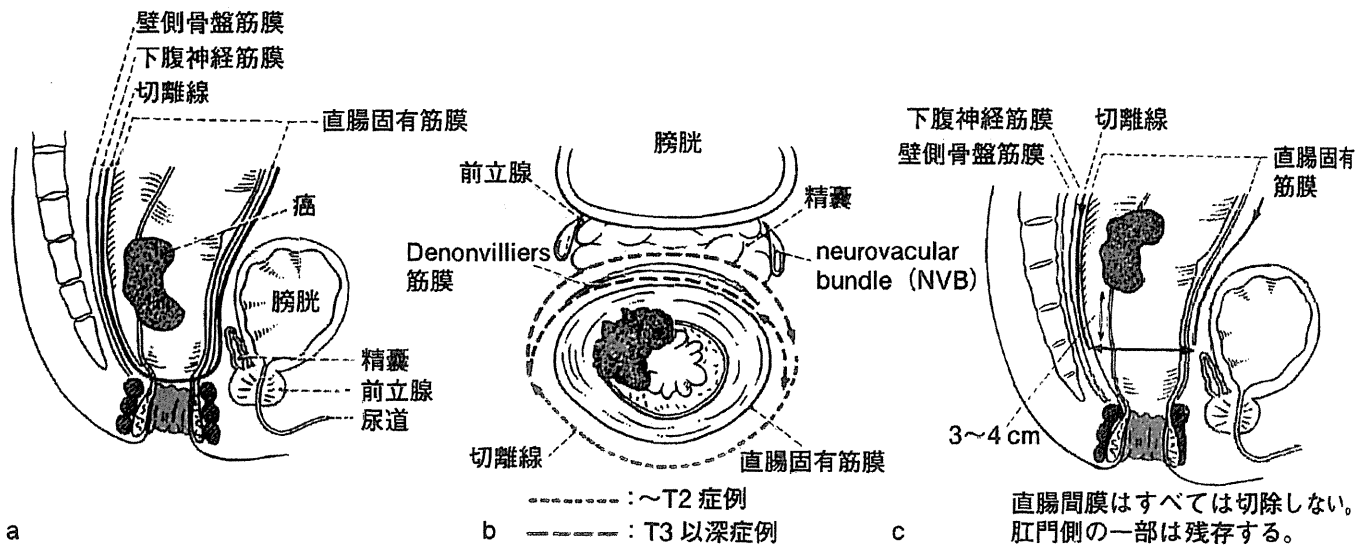 壁側骨盤筋膜
下腹神経筋膜
切離線
直腸固有筋膜
癌
膀胱
精嚢
前立腺
尿道
a
膀胱
前立腺
精嚢
Denonvilliers
筋膜
neurovacular
bundle（NVB）
切離線
直腸固有筋膜
：～T2 症例
：T3 以深症例
b
下腹神経筋膜
切離線
壁側骨盤筋膜
直腸固有
筋膜
3～4 cm
直腸間膜はすべては切除しない。
肛門側の一部は残存する。
c